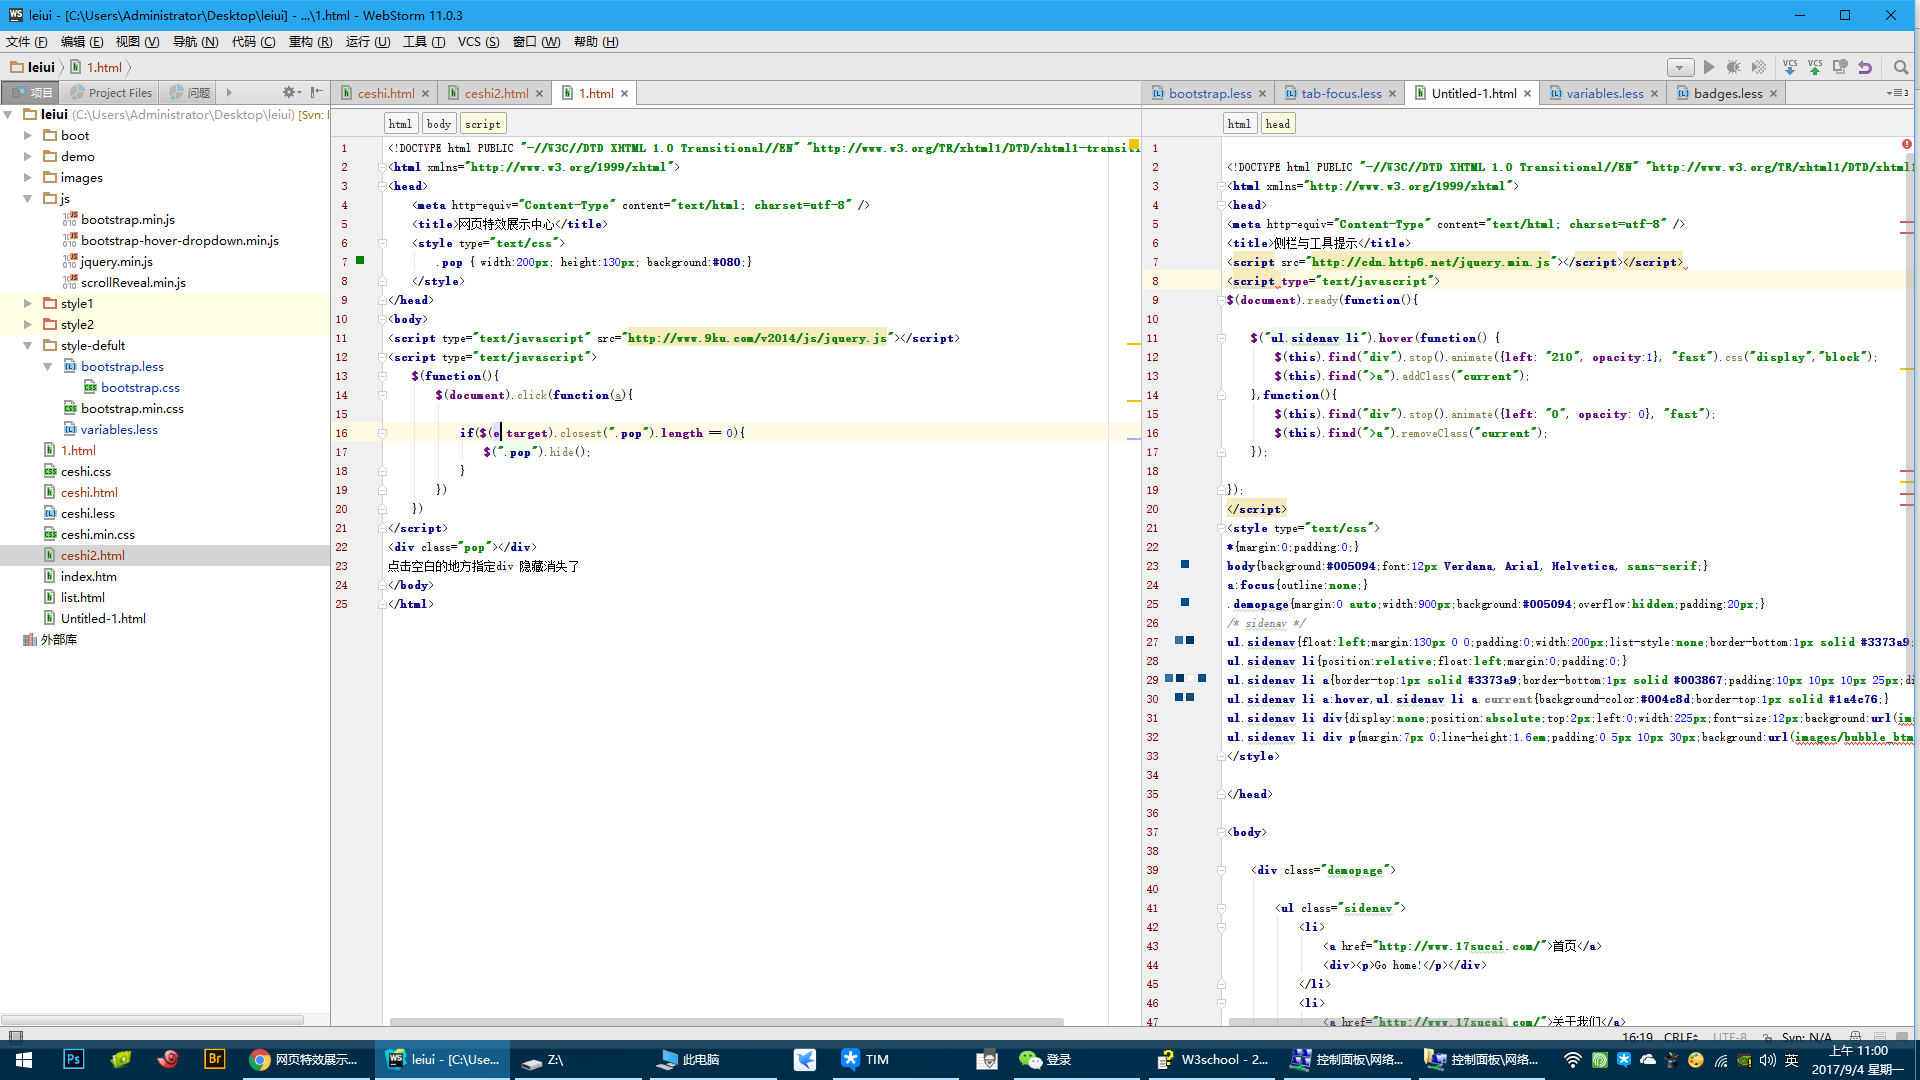 leiui - [C:\Users\Administrator\Desktop\leiui] - ...\1.html - WebStorm 11.0.3
文件 (F) 编辑 (E) 视图 (V) 导航 (N) 代码 (C) 重构 (R) 运行 (U) 工具 (T) VCS (S) 窗口 (W) 帮助 (H)
leiui 1.html
项目 Project Files 问题
ceshi.html ceshi2.html 1.html
bootstrap.less tab-focus.less Untitled-1.html variables.less badges.less
leiui (C:\Users\Administrator\Desktop\leiui) [Svn:
boot
demo
images
js
bootstrap.min.js
bootstrap-hover-dropdown.min.js
jquery.min.js
scrollReveal.min.js
style1
style2
style-defult
bootstrap.less
bootstrap.css
bootstrap.min.css
variables.less
1.html
ceshi.css
ceshi.html
ceshi.less
ceshi.min.css
ceshi2.html
index.htm
list.html
Untitled-1.html
外部库
html body script
1 <!DOCTYPE html PUBLIC "-//W3C//DTD XHTML 1.0 Transitional//EN" "http://www.w3.org/TR/xhtml1/DTD/xhtml1-transiti
2 <html xmlns="http://www.w3.org/1999/xhtml">
3 <head>
4 <meta http-equiv="Content-Type" content="text/html; charset=utf-8" />
5 <title>网页特效展示中心</title>
6 <style type="text/css">
7 .pop { width:200px; height:130px; background:#080;}
8 </style>
9 </head>
10 <body>
11 <script type="text/javascript" src="http://www.9ku.com/v2014/js/jquery.js"></script>
12 <script type="text/javascript">
13 $(function(){
14 $(document).click(function(a){
15
16 if($(e.target).closest(".pop").length == 0){
17 $(".pop").hide();
18 }
19 })
20 })
21 </script>
22 <div class="pop"></div>
23 点击空白的地方指定div 隐藏消失了
24 </body>
25 </html>
html head
1
2 <!DOCTYPE html PUBLIC "-//W3C//DTD XHTML 1.0 Transitional//EN" "http://www.w3.org/TR/xhtml1/DTD/xhtml1
3 <html xmlns="http://www.w3.org/1999/xhtml">
4 <head>
5 <meta http-equiv="Content-Type" content="text/html; charset=utf-8" />
6 <title>侧栏与工具提示</title>
7 <script src="http://cdn.http6.net/jquery.min.js"></script></script>
8 <script type="text/javascript">
9 $(document).ready(function(){
10
11 $("ul.sidenav li").hover(function() {
12 $(this).find("div").stop().animate({left: "210", opacity:1}, "fast").css("display","block");
13 $(this).find(">a").addClass("current");
14 },function(){
15 $(this).find("div").stop().animate({left: "0", opacity: 0}, "fast");
16 $(this).find(">a").removeClass("current");
17 });
18
19 });
20 </script>
21 <style type="text/css">
22 *{margin:0;padding:0;}
23 body{background:#005094;font:12px Verdana, Arial, Helvetica, sans-serif;}
24 a:focus{outline:none;}
25 .demopage{margin:0 auto;width:900px;background:#005094;overflow:hidden;padding:20px;}
26 /* sidenav */
27 ul.sidenav{float:left;margin:130px 0 0;padding:0;width:200px;list-style:none;border-bottom:1px solid #3373a9;
28 ul.sidenav li{position:relative;float:left;margin:0;padding:0;}
29 ul.sidenav li a{border-top:1px solid #3373a9;border-bottom:1px solid #003867;padding:10px 10px 10px 25px;di
30 ul.sidenav li a:hover,ul.sidenav li a.current{background-color:#004c8d;border-top:1px solid #1a4c76;}
31 ul.sidenav li div{display:none;position:absolute;top:2px;left:0;width:225px;font-size:12px;background:url(im
32 ul.sidenav li div p{margin:7px 0;line-height:1.6em;padding:0 5px 10px 30px;background:url(images/bubble_btm
33 </style>
34
35 </head>
36
37 <body>
38
39 <div class="demopage">
40
41 <ul class="sidenav">
42 <li>
43 <a href="http://www.17sucai.com/">首页</a>
44 <div><p>Go home!</p></div>
45 </li>
46 <li>
47 <a href="http://www.17sucai.com/">关于我们</a>
16:19 CRLF UTF-8 Svn: N/A
网页特效展示... leiui - [C:\Use... Z:\ 此电脑 TIM 登录 W3school - 2... 控制面板\网络... 控制面板\网络... 英
上午 11:00
2017/9/4 星期一